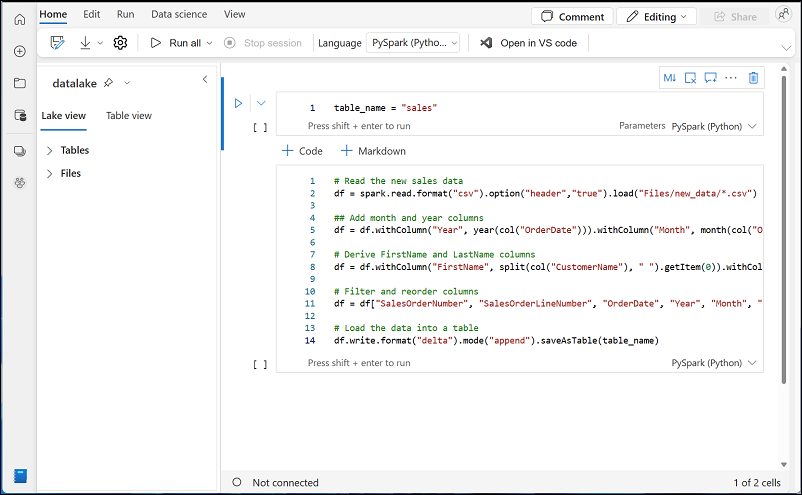 Home Edit Run Data science View
Comment Editing Share
Run all Stop session Language PySpark (Pytho... Open in VS code
datalake
Lake view Table view
Tables
Files
M↓ ...
1 table_name = "sales"
[ ] Press shift + enter to run Parameters PySpark (Python)
+ Code + Markdown
1 # Read the new sales data
2 df = spark.read.format("csv").option("header","true").load("Files/new_data/*.csv")
3
4 ## Add month and year columns
5 df = df.withColumn("Year", year(col("OrderDate"))).withColumn("Month", month(col("O
6
7 # Derive FirstName and LastName columns
8 df = df.withColumn("FirstName", split(col("CustomerName"), " ").getItem(0)).withCol
9
10 # Filter and reorder columns
11 df = df["SalesOrderNumber", "SalesOrderLineNumber", "OrderDate", "Year", "Month", "
12
13 # Load the data into a table
14 df.write.format("delta").mode("append").saveAsTable(table_name)
[ ] Press shift + enter to run PySpark (Python)
Not connected 1 of 2 cells